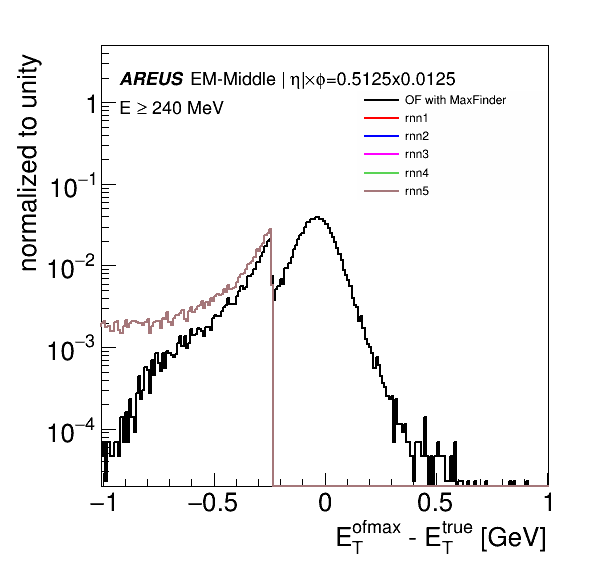 AREUS EM-Middle | η|×ϕ=0.5125x0.0125
E ≥ 240 MeV
OF with MaxFinder
rnn1
rnn2
rnn3
rnn4
rnn5
normalized to unity
1
10⁻¹
10⁻²
10⁻³
10⁻⁴
−1
−0.5
0
0.5
1
E_T^ofmax - E_T^true [GeV]